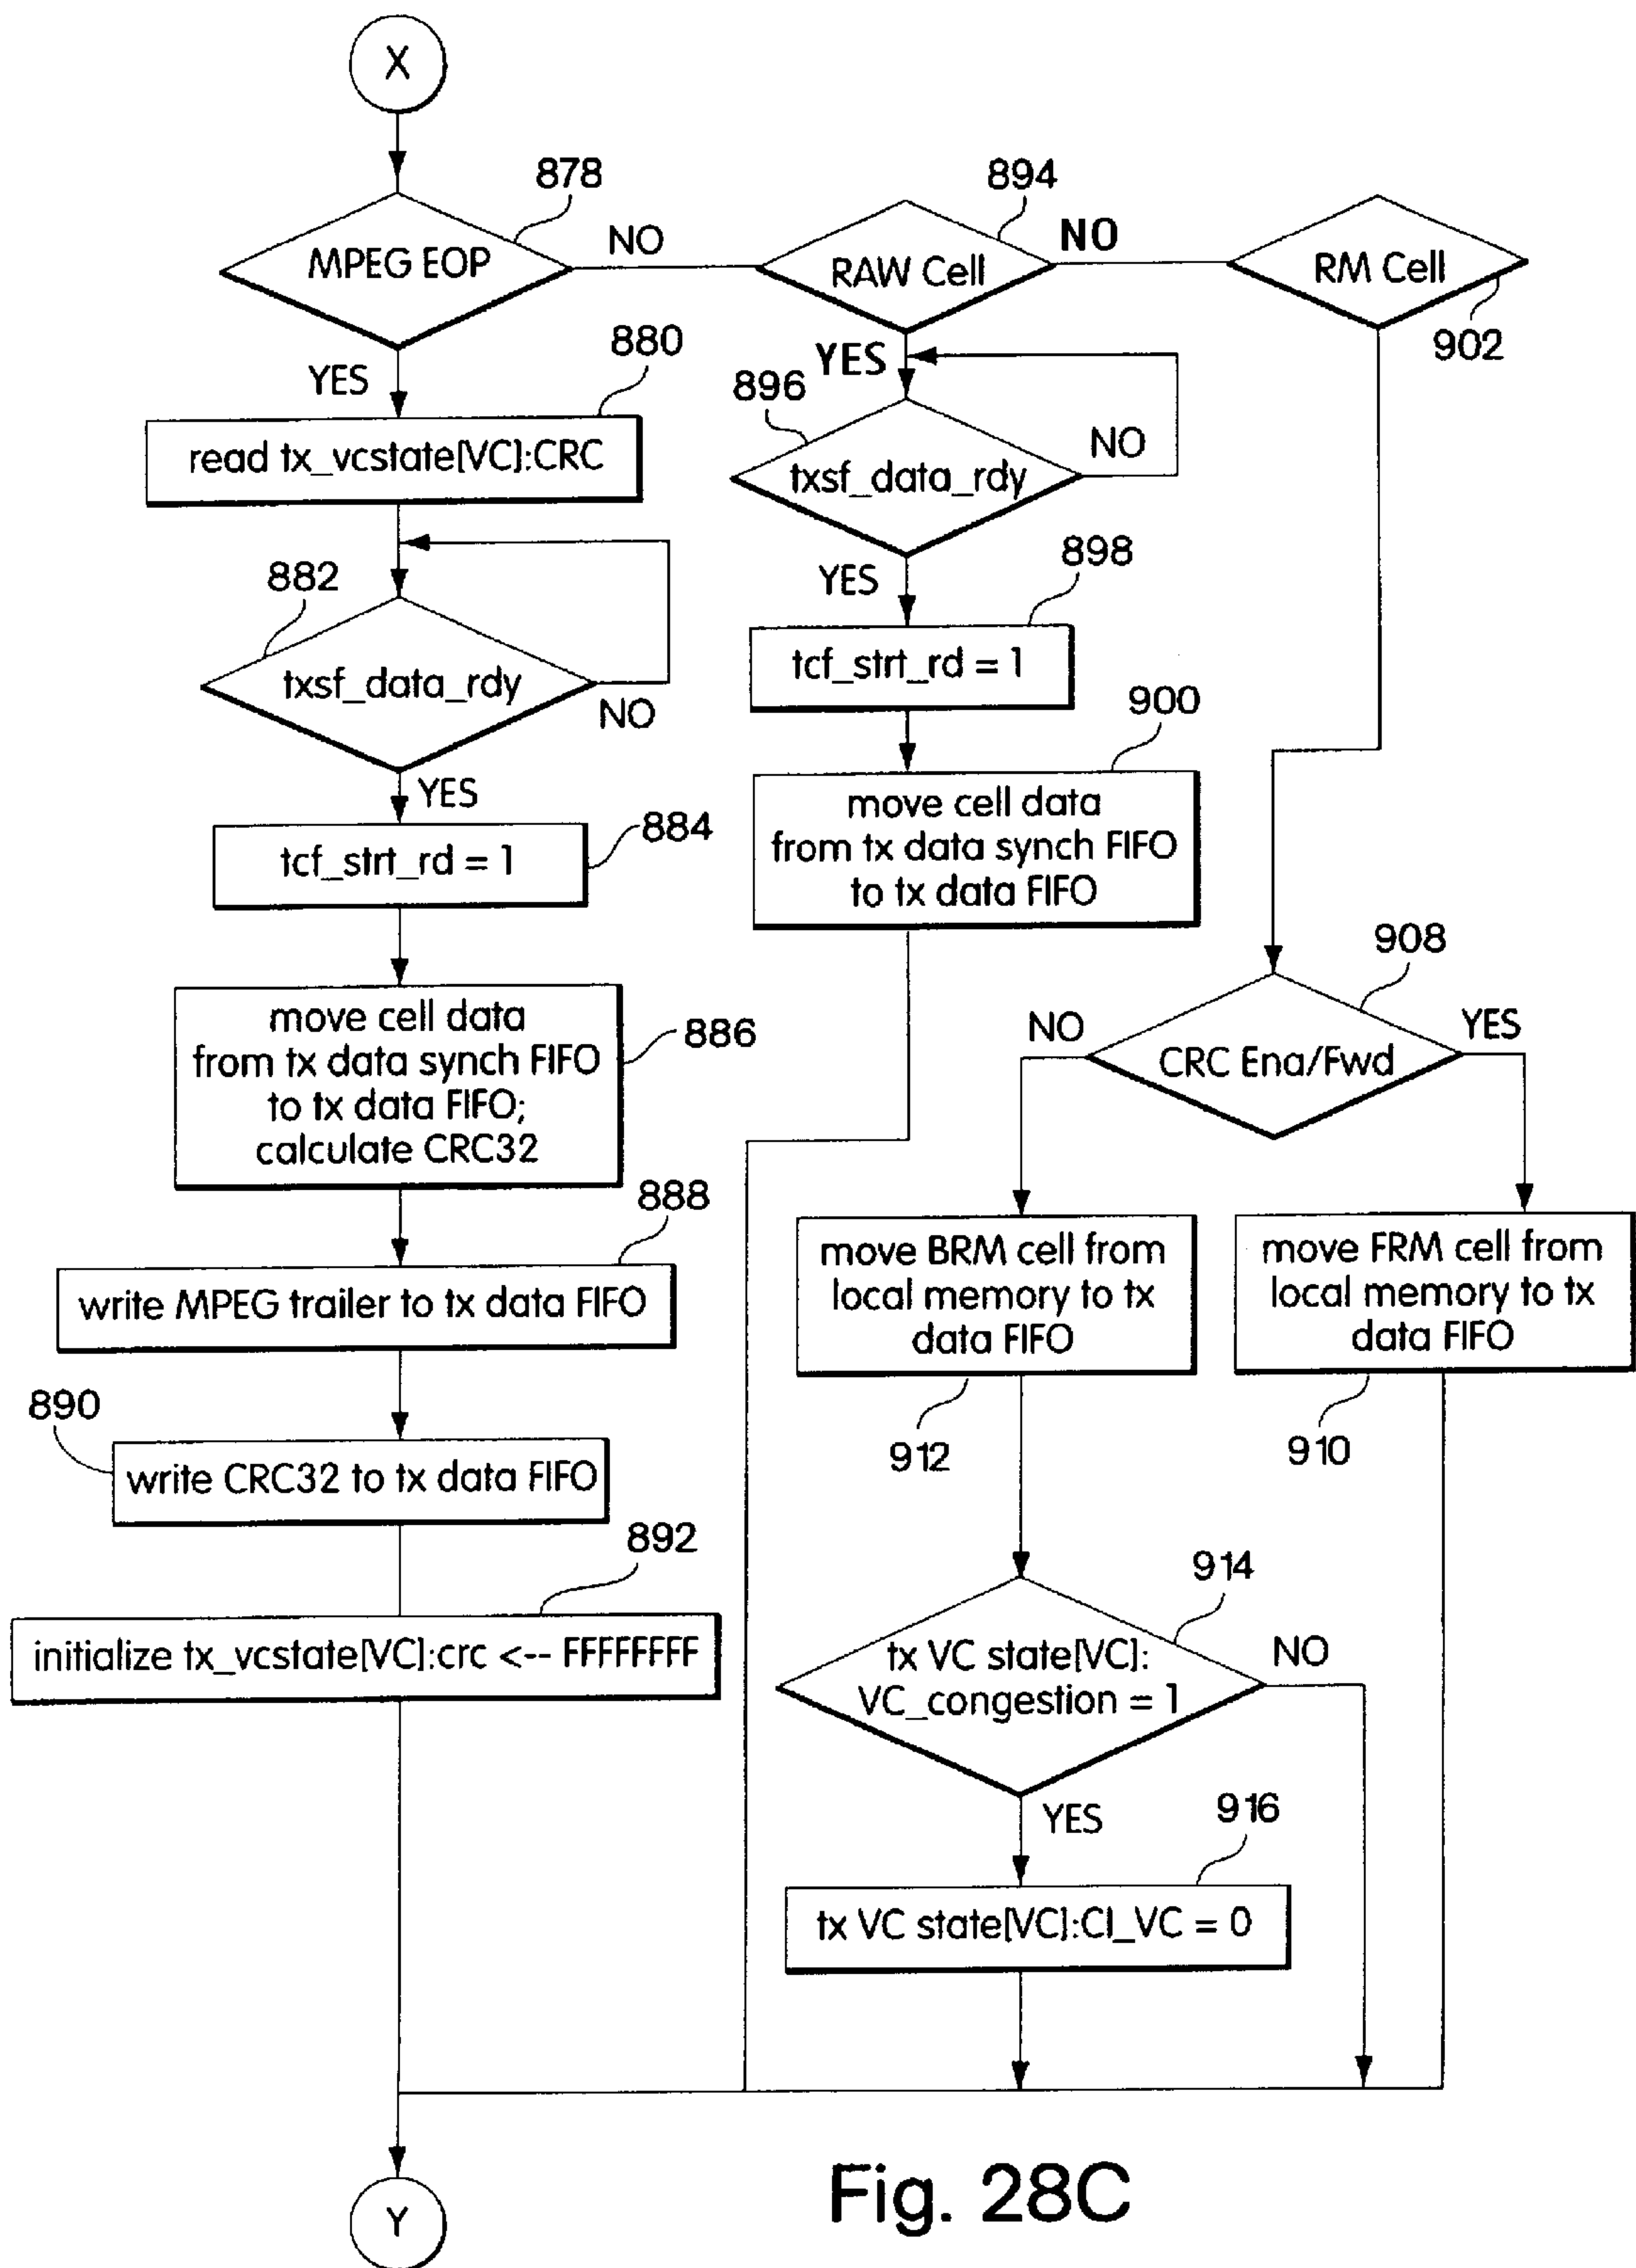 X
878
MPEG EOP
NO
894
RAW Cell
NO
RM Cell
902
YES
880
read tx_vcstate[VC]:CRC
882
txsf_data_rdy
NO
YES
tcf_strt_rd = 1
884
move cell data
from tx data synch FIFO
to tx data FIFO;
calculate CRC32
886
888
write MPEG trailer to tx data FIFO
890
write CRC32 to tx data FIFO
892
initialize tx_vcstate[VC]:crc <-- FFFFFFFF
YES
896
txsf_data_rdy
NO
YES
898
tcf_strt_rd = 1
900
move cell data
from tx data synch FIFO
to tx data FIFO
908
NO
CRC Ena/Fwd
YES
move BRM cell from
local memory to tx
data FIFO
912
move FRM cell from
local memory to tx
data FIFO
910
914
tx VC state[VC]:
VC_congestion = 1
NO
YES
916
tx VC state[VC]:CI_VC = 0
Y
Fig. 28C